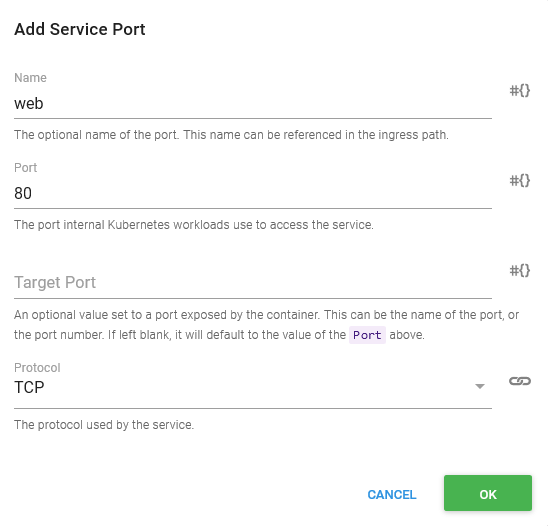 Add Service Port
Name
web
#{}
The optional name of the port. This name can be referenced in the ingress path.
Port
80
#{}
The port internal Kubernetes workloads use to access the service.
Target Port
#{}
An optional value set to a port exposed by the container. This can be the name of the port, or
the port number. If left blank, it will default to the value of the Port above.
Protocol
TCP
The protocol used by the service.
CANCEL
OK